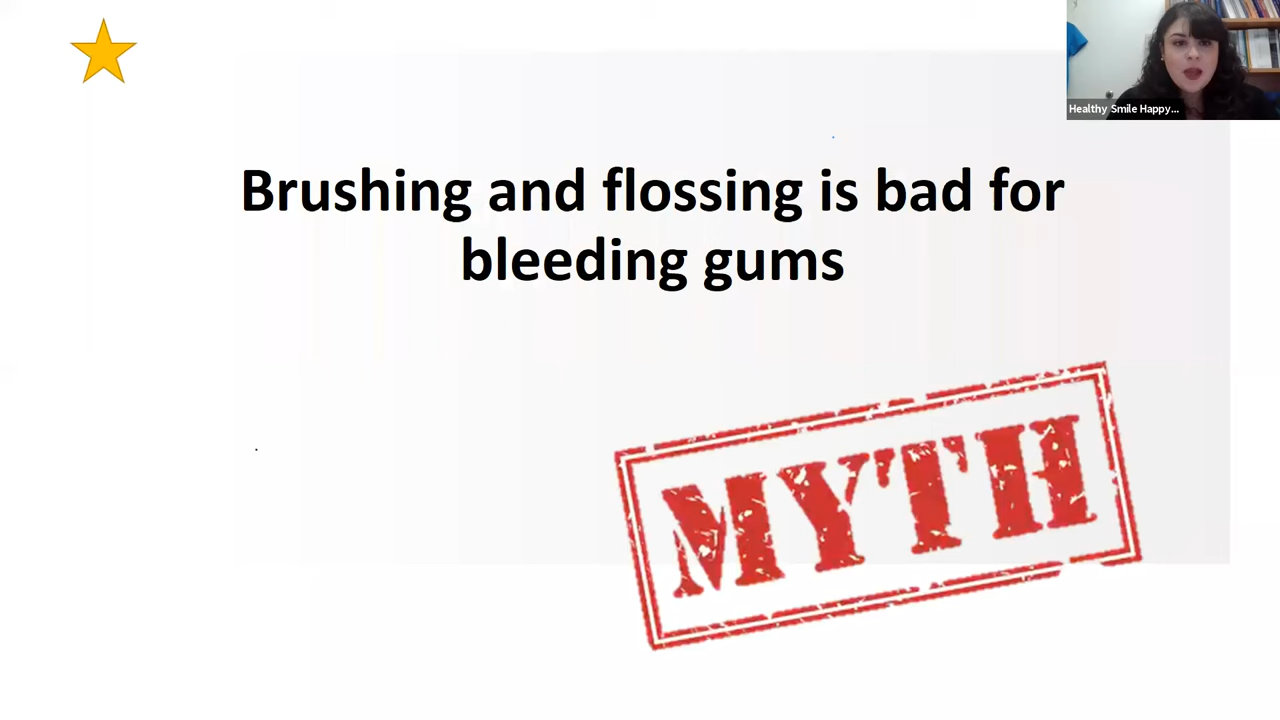 Healthy Smile Happy...
Brushing and flossing is bad for
bleeding gums
MYTH